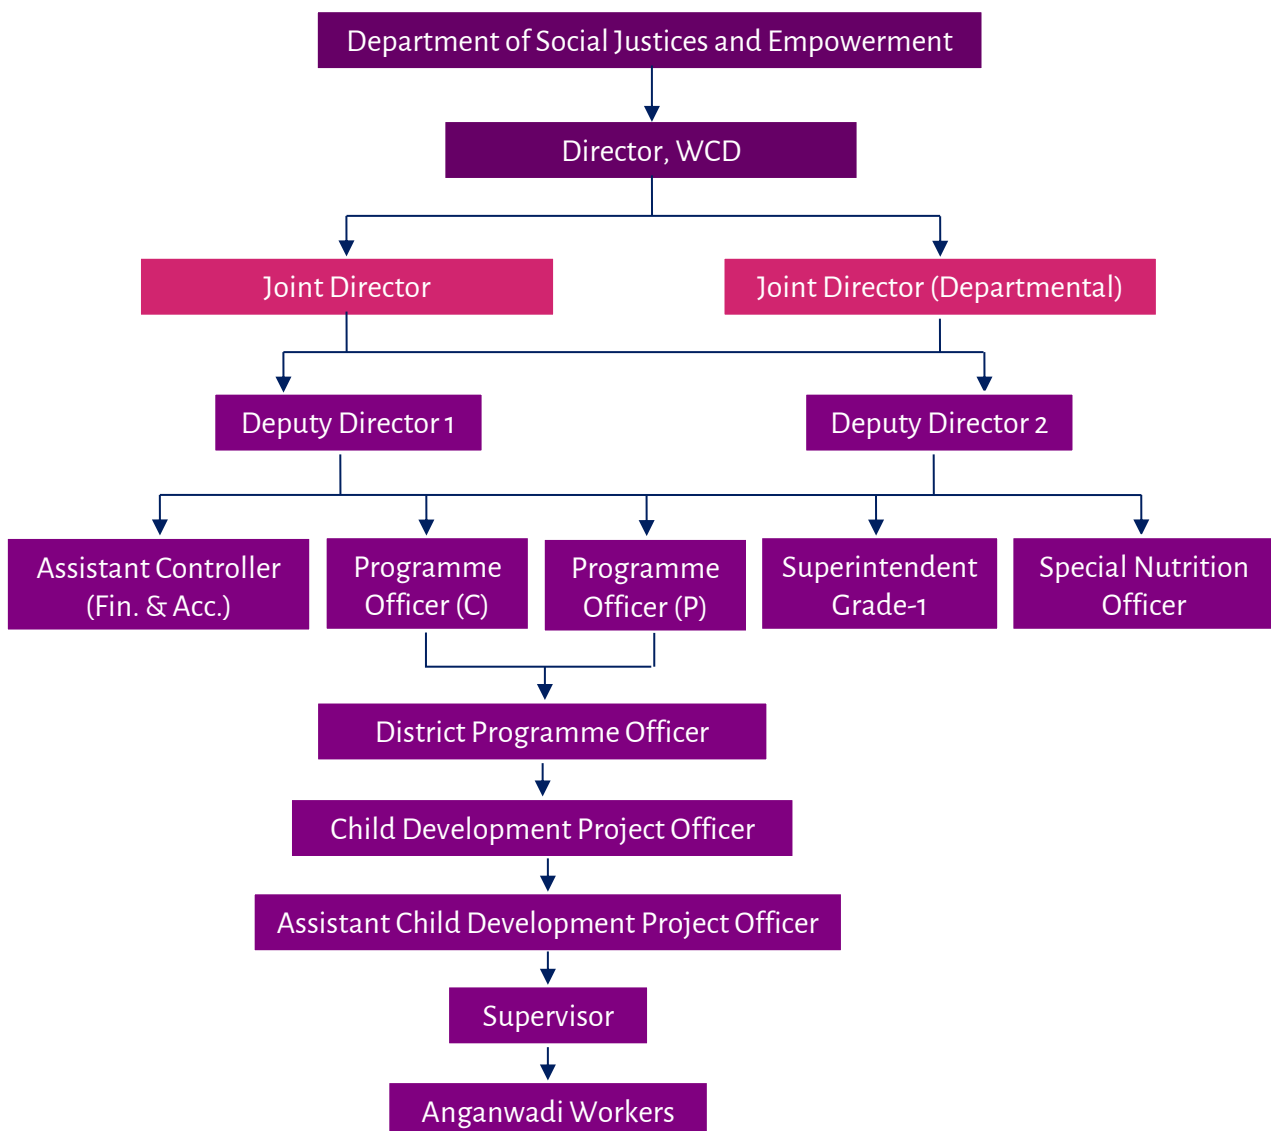 Department of Social Justices and Empowerment
Director, WCD
Joint Director
Joint Director (Departmental)
Deputy Director 1
Deputy Director 2
Assistant Controller
(Fin. & Acc.)
Programme
Officer (C)
Programme
Officer (P)
Superintendent
Grade-1
Special Nutrition
Officer
District Programme Officer
Child Development Project Officer
Assistant Child Development Project Officer
Supervisor
Anganwadi Workers